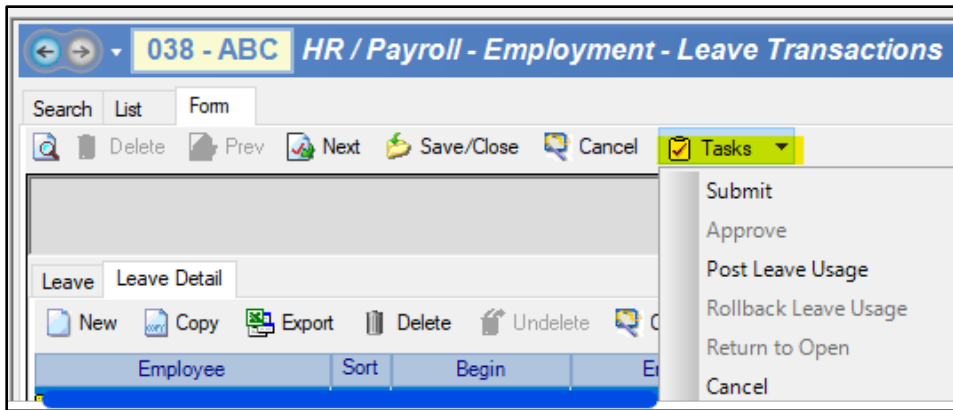 038 - ABC HR / Payroll - Employment - Leave Transactions
Search List Form
Delete Prev Next Save/Close Cancel Tasks
Submit
Approve
Leave Leave Detail
Post Leave Usage
New Copy Export Delete Undelete
Rollback Leave Usage
Return to Open
Employee Sort Begin
Cancel